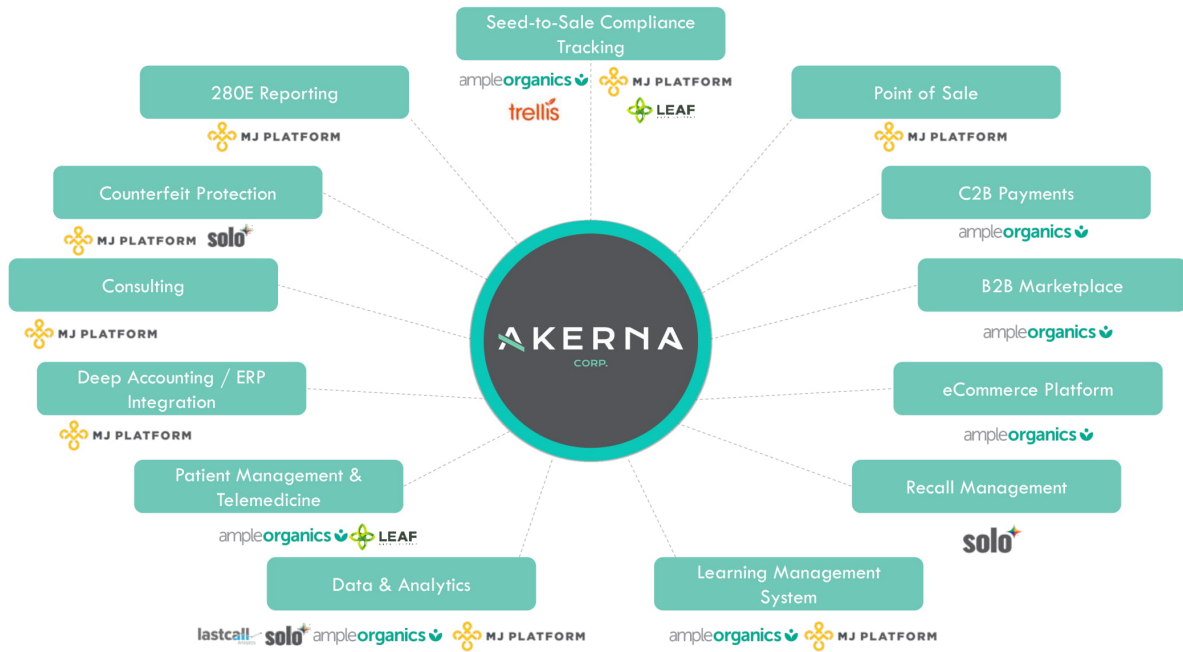 Seed-to-Sale Compliance
Tracking
ampleorganics
MJ PLATFORM
trellis
LEAF
280E Reporting
MJ PLATFORM
Point of Sale
MJ PLATFORM
Counterfeit Protection
MJ PLATFORM
solo
C2B Payments
ampleorganics
Consulting
MJ PLATFORM
B2B Marketplace
ampleorganics
AKERNA
CORP.
Deep Accounting / ERP
Integration
MJ PLATFORM
eCommerce Platform
ampleorganics
Patient Management &
Telemedicine
ampleorganics
LEAF
Recall Management
solo
Data & Analytics
lastcall
solo
ampleorganics
MJ PLATFORM
Learning Management
System
ampleorganics
MJ PLATFORM